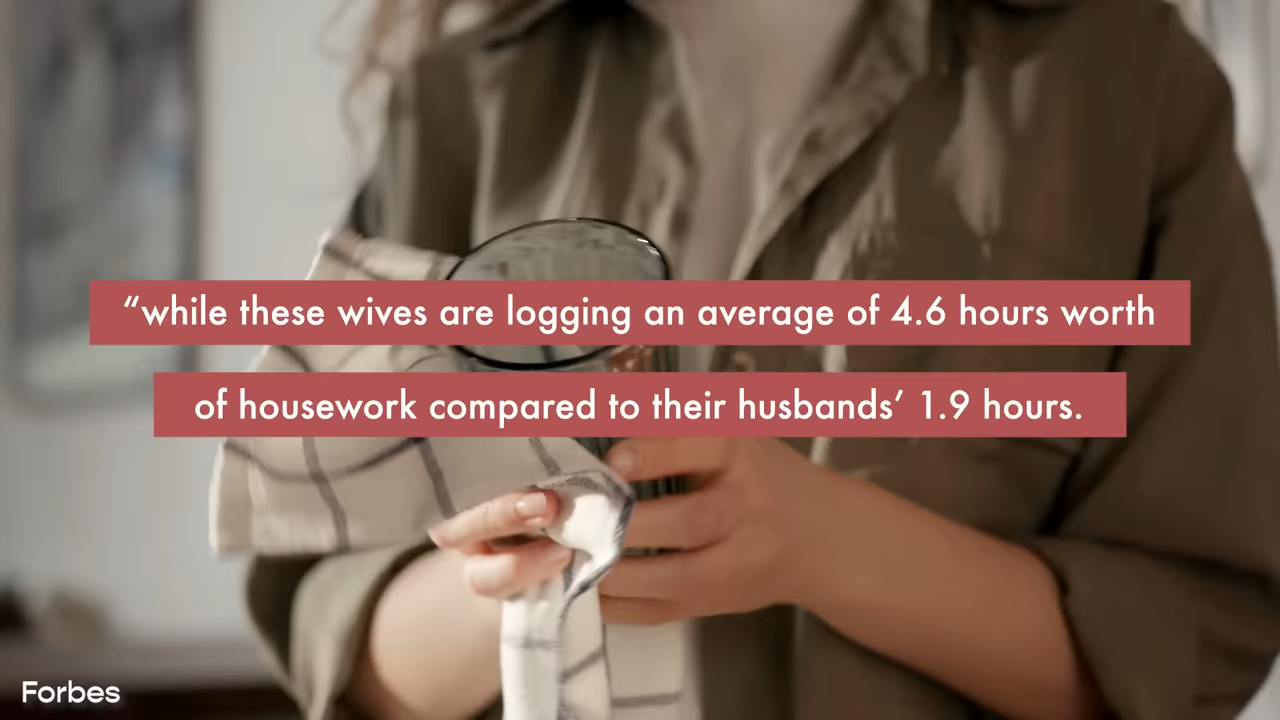 “while these wives are logging an average of 4.6 hours worth
of housework compared to their husbands’ 1.9 hours.
Forbes